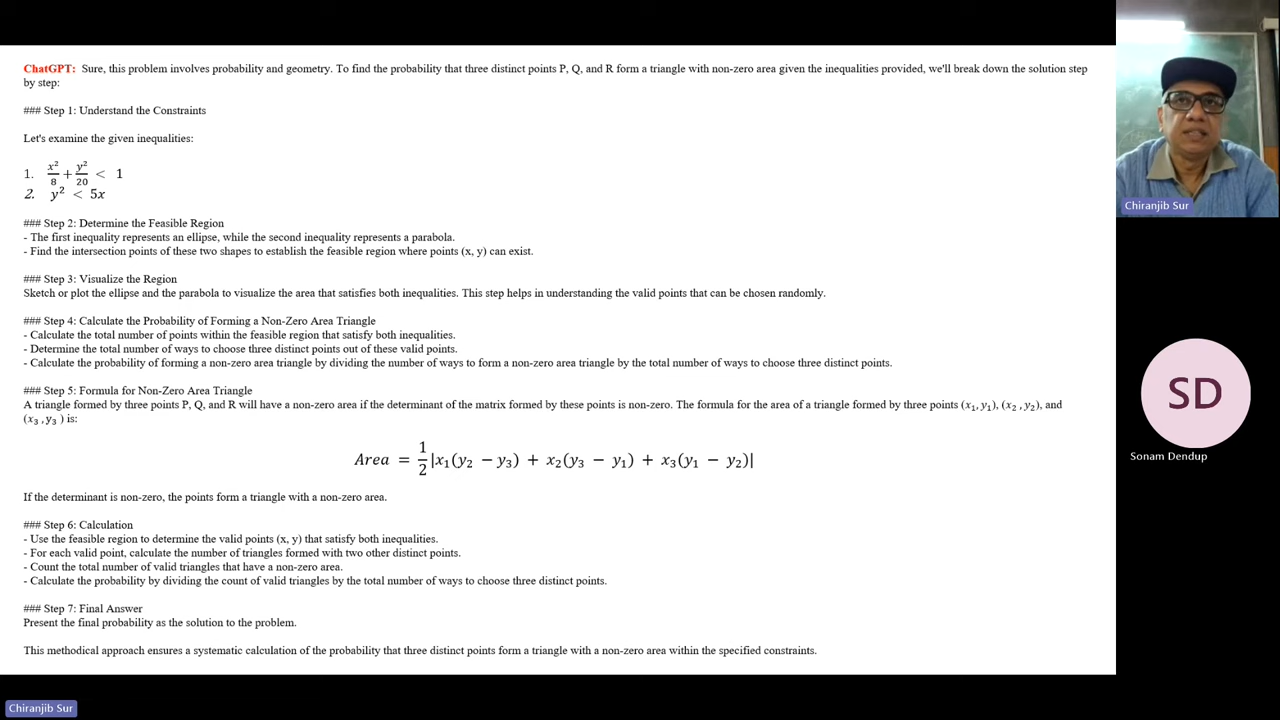 ChatGPT: Sure, this problem involves probability and geometry. To find the probability that three distinct points P, Q, and R form a triangle with non-zero area given the inequalities provided, we'll break down the solution step
by step:
### Step 1: Understand the Constraints
Let's examine the given inequalities:
1. x²/8 + y²/20 < 1
2. y² < 5x
### Step 2: Determine the Feasible Region
- The first inequality represents an ellipse, while the second inequality represents a parabola.
- Find the intersection points of these two shapes to establish the feasible region where points (x, y) can exist.
### Step 3: Visualize the Region
Sketch or plot the ellipse and the parabola to visualize the area that satisfies both inequalities. This step helps in understanding the valid points that can be chosen randomly.
### Step 4: Calculate the Probability of Forming a Non-Zero Area Triangle
- Calculate the total number of points within the feasible region that satisfy both inequalities.
- Determine the total number of ways to choose three distinct points out of these valid points.
- Calculate the probability of forming a non-zero area triangle by dividing the number of ways to form a non-zero area triangle by the total number of ways to choose three distinct points.
### Step 5: Formula for Non-Zero Area Triangle
A triangle formed by three points P, Q, and R will have a non-zero area if the determinant of the matrix formed by these points is non-zero. The formula for the area of a triangle formed by three points (x₁, y₁), (x₂ , y₂), and
(x₃ , y₃ ) is:
Area = 1/2 |x₁(y₂ − y₃) + x₂(y₃ − y₁) + x₃(y₁ − y₂)|
If the determinant is non-zero, the points form a triangle with a non-zero area.
### Step 6: Calculation
- Use the feasible region to determine the valid points (x, y) that satisfy both inequalities.
- For each valid point, calculate the number of triangles formed with two other distinct points.
- Count the total number of valid triangles that have a non-zero area.
- Calculate the probability by dividing the count of valid triangles by the total number of ways to choose three distinct points.
### Step 7: Final Answer
Present the final probability as the solution to the problem.
This methodical approach ensures a systematic calculation of the probability that three distinct points form a triangle with a non-zero area within the specified constraints.
Chiranjib Sur
SD
Sonam Dendup
Chiranjib Sur